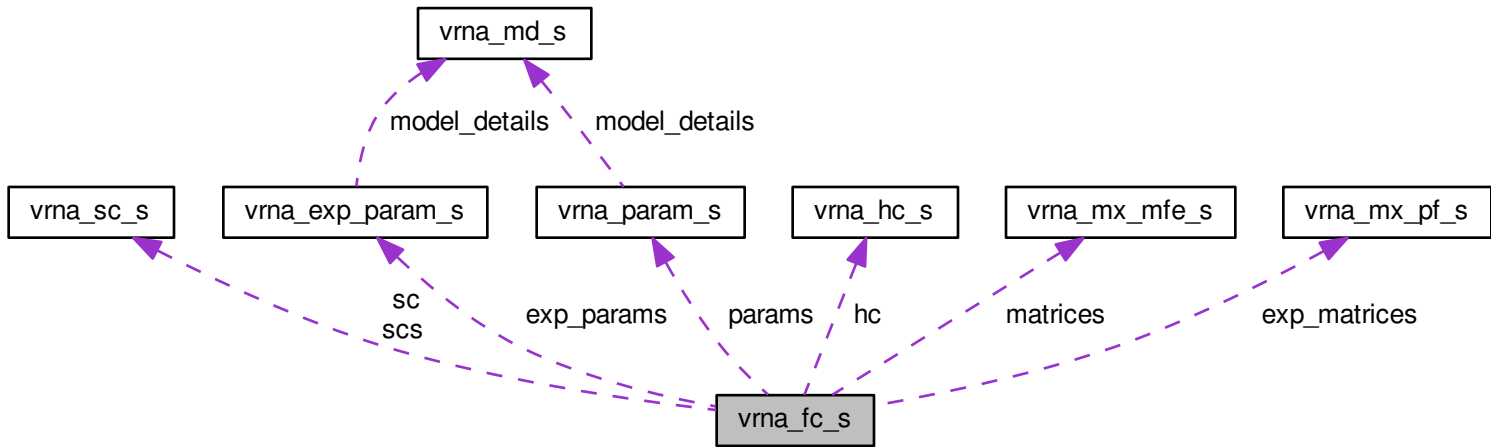 vrna_md_s
model_details
model_details
vrna_sc_s
vrna_exp_param_s
vrna_param_s
vrna_hc_s
vrna_mx_mfe_s
vrna_mx_pf_s
sc
scs
exp_params
params
hc
matrices
exp_matrices
vrna_fc_s